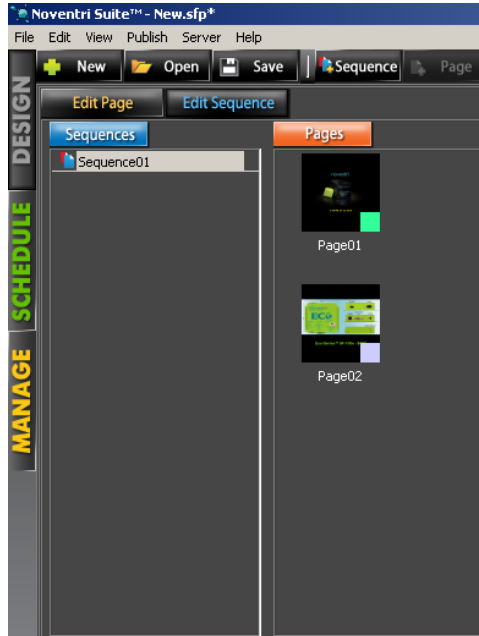 Noventri Suite™ - New.sfp*
File Edit View Publish Server Help
New Open Save Sequence Page
Edit Page Edit Sequence
DESIGN
SCHEDULE
MANAGE
Sequences Pages
Sequence01
Page01
ECO
Page02